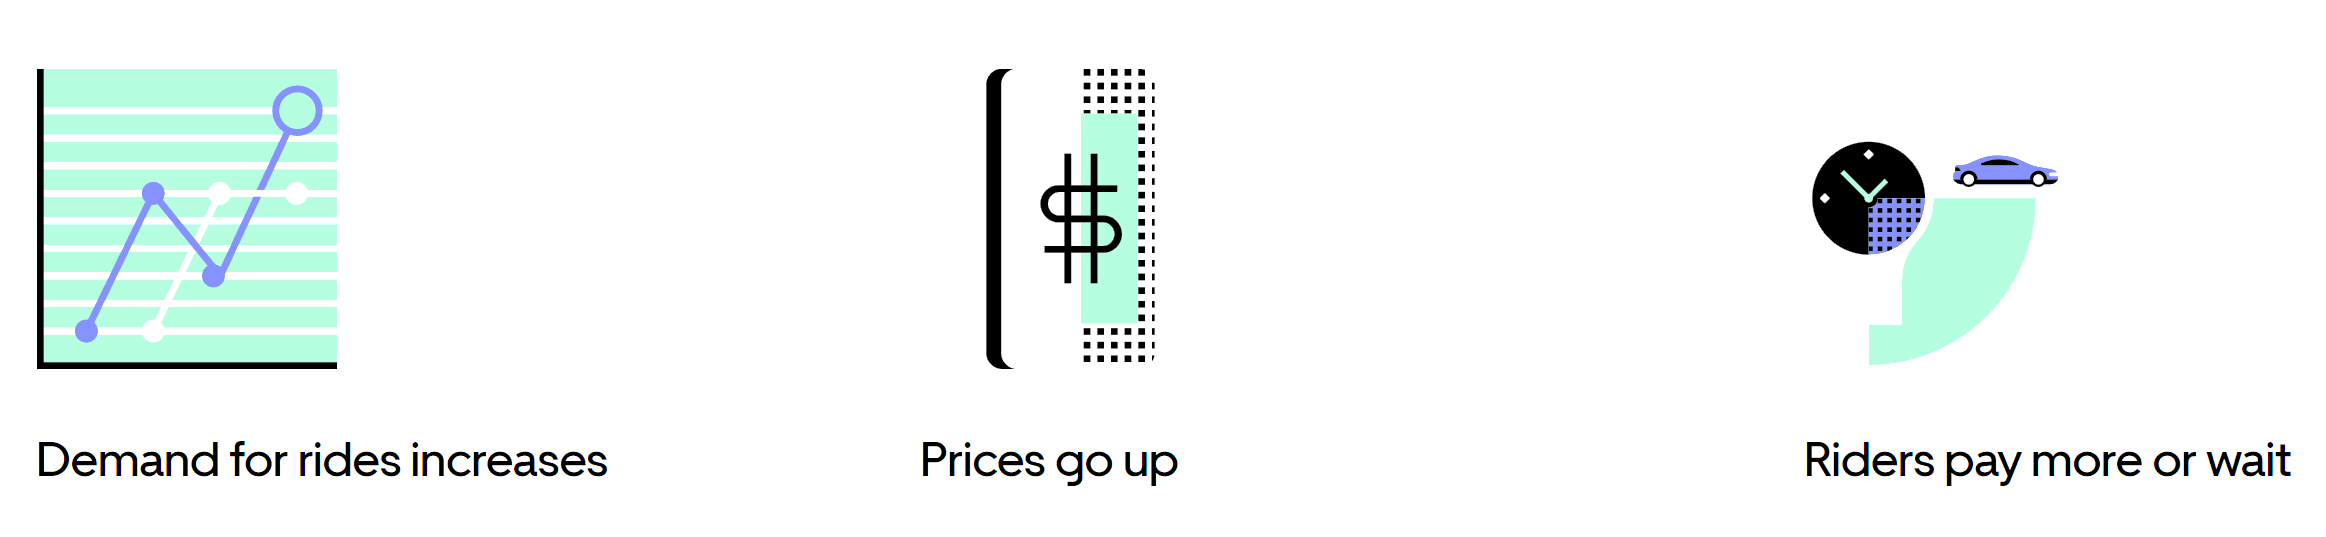 Demand for rides increases
Prices go up
Riders pay more or wait